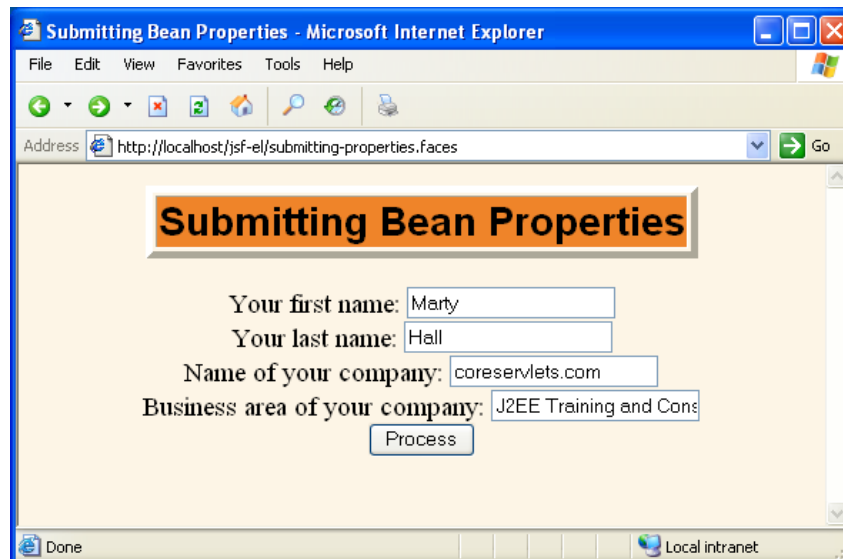 Submitting Bean Properties - Microsoft Internet Explorer
File Edit View Favorites Tools Help
Address http://localhost/jsf-el/submitting-properties.faces Go
Submitting Bean Properties
Your first name: Marty
Your last name: Hall
Name of your company: coreservlets.com
Business area of your company: J2EE Training and Cons
Process
Done Local intranet